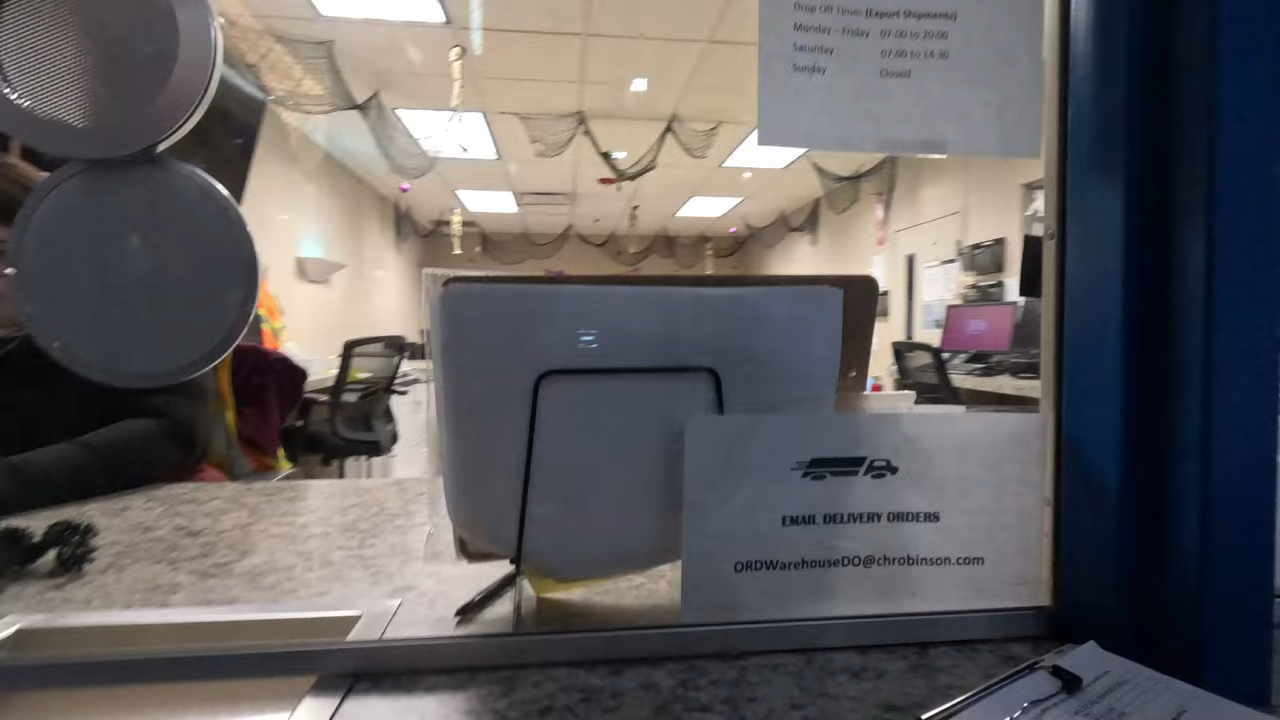 Drop Off Times (Export Shipments)
Monday - Friday 07:00 to 20:00
Saturday 07:00 to 14:30
Sunday Closed
EMAIL DELIVERY ORDERS
ORDWarehouseDO@chrobinson.com